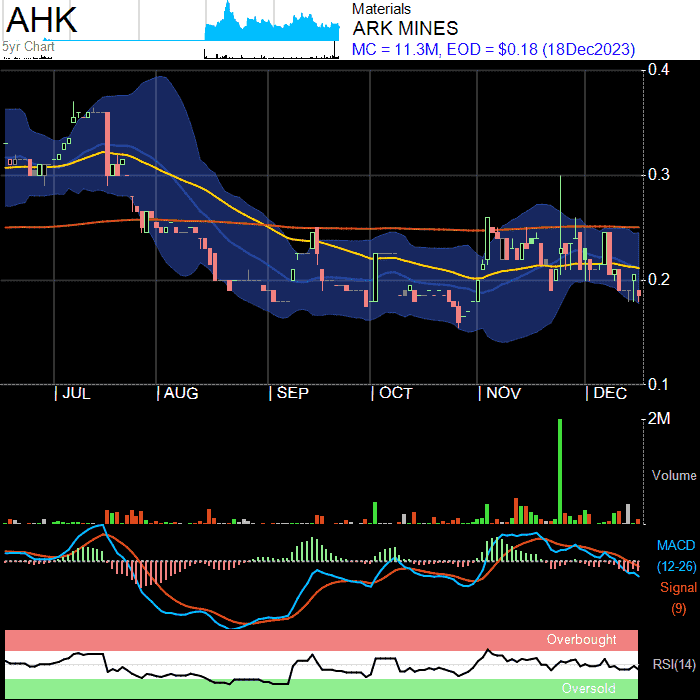 AHK
5yr Chart
Materials
ARK MINES
MC = 11.3M, EOD = $0.18 (18Dec2023)
0.4
0.3
0.2
0.1
JUL AUG SEP OCT NOV DEC
2M
Volume
MACD
(12-26)
Signal
(9)
Overbought
RSI(14)
Oversold